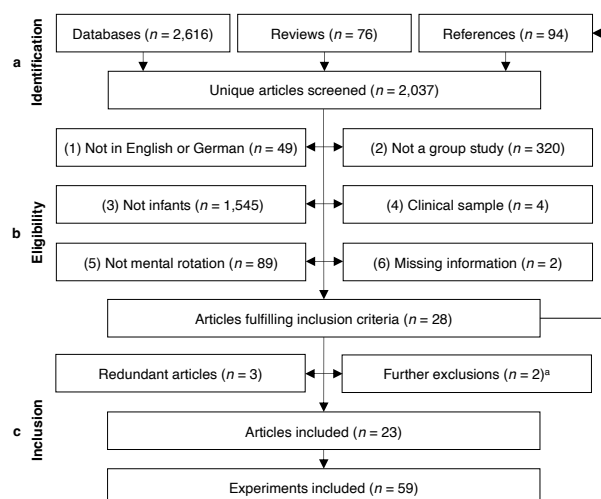 Databases (n = 2,616)
Reviews (n = 76)
References (n = 94)
a
Identification
Unique articles screened (n = 2,037)
(1) Not in English or German (n = 49)
(2) Not a group study (n = 320)
(3) Not infants (n = 1,545)
(4) Clinical sample (n = 4)
b
Eligibility
(5) Not mental rotation (n = 89)
(6) Missing information (n = 2)
Articles fulfilling inclusion criteria (n = 28)
Redundant articles (n = 3)
Further exclusions (n = 2)ᵃ
c
Inclusion
Articles included (n = 23)
Experiments included (n = 59)